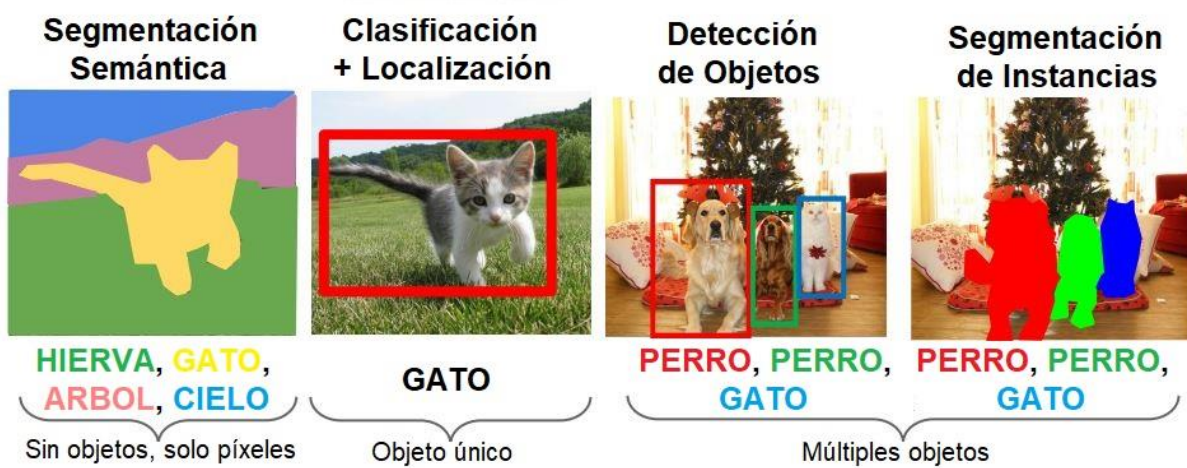 Segmentación
Semántica
Clasificación
+ Localización
Detección
de Objetos
Segmentación
de Instancias
HIERVA, GATO,
ARBOL, CIELO
GATO
PERRO, PERRO,
GATO
PERRO, PERRO,
GATO
Sin objetos, solo píxeles
Objeto único
Múltiples objetos